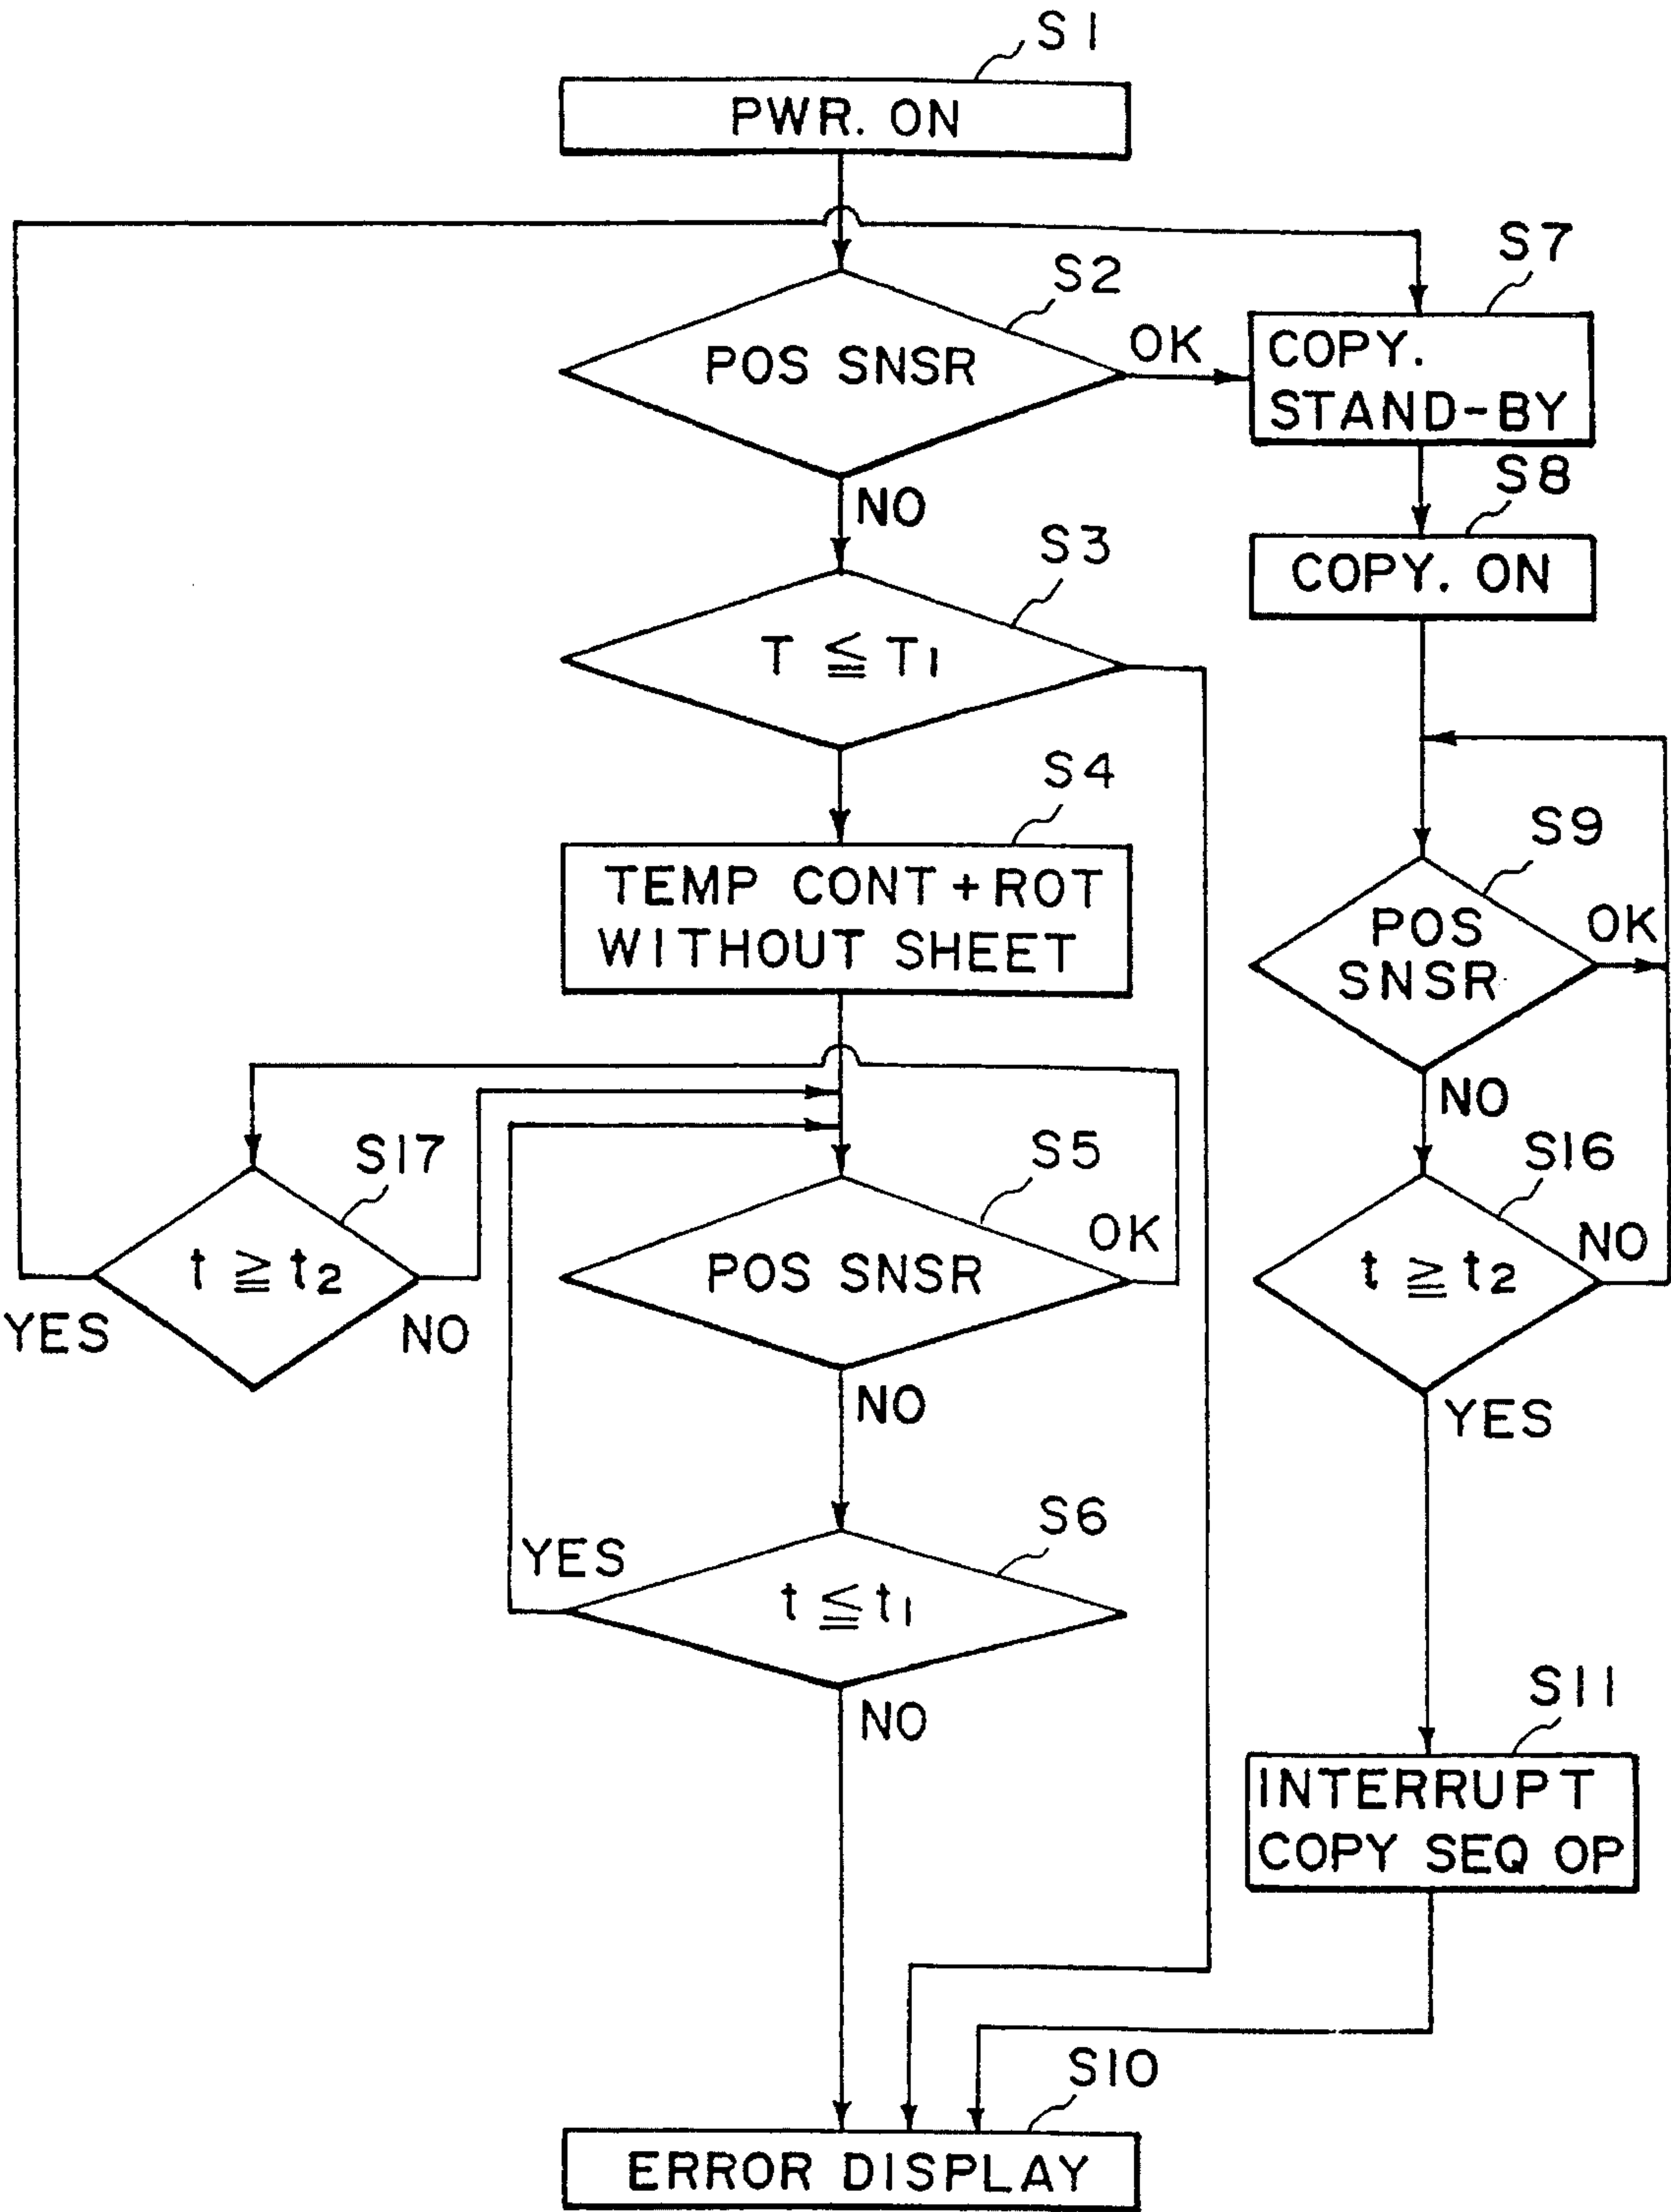 S1
PWR. ON
S2
POS SNSR
OK
NO
S7
COPY.
STAND-BY
S8
COPY. ON
S3
T ≦ T1
S4
TEMP CONT + ROT
WITHOUT SHEET
S9
POS
SNSR
OK
NO
S17
t ≧ t2
YES
NO
S5
POS SNSR
OK
NO
S16
t ≧ t2
NO
YES
S6
t ≦ t1
YES
NO
S11
INTERRUPT
COPY SEQ OP
S10
ERROR DISPLAY